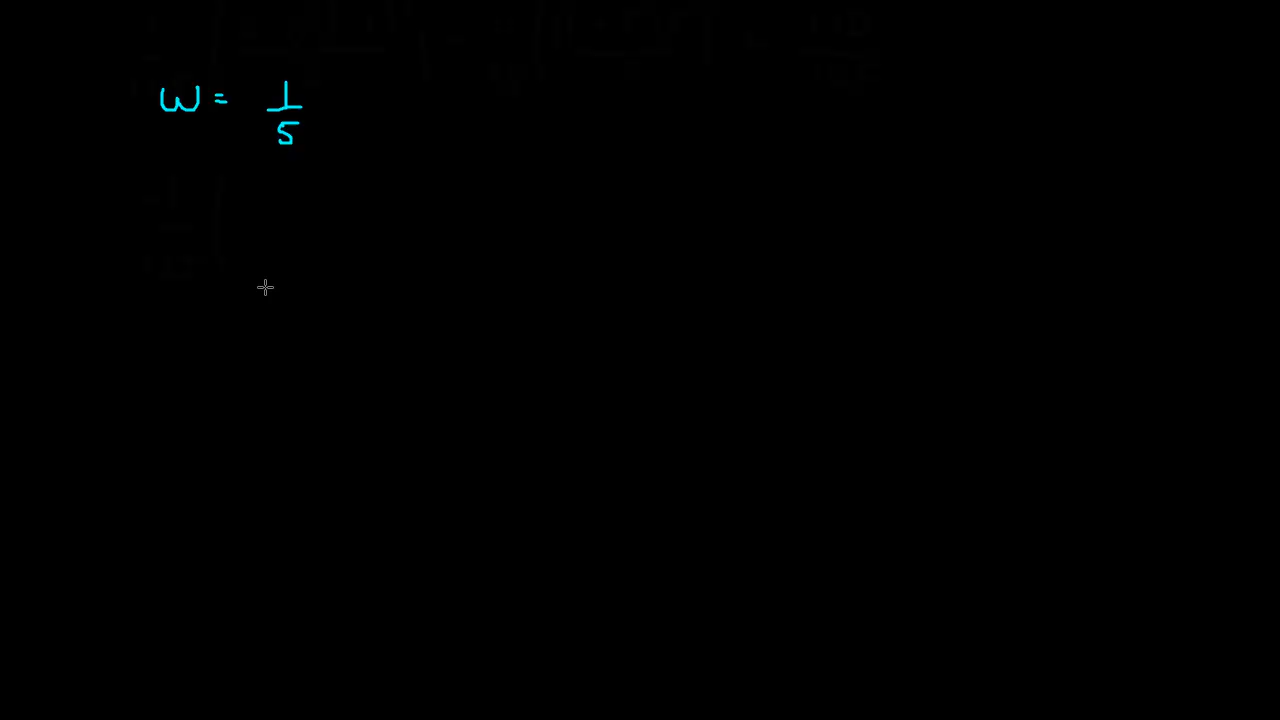 ω = 1/5